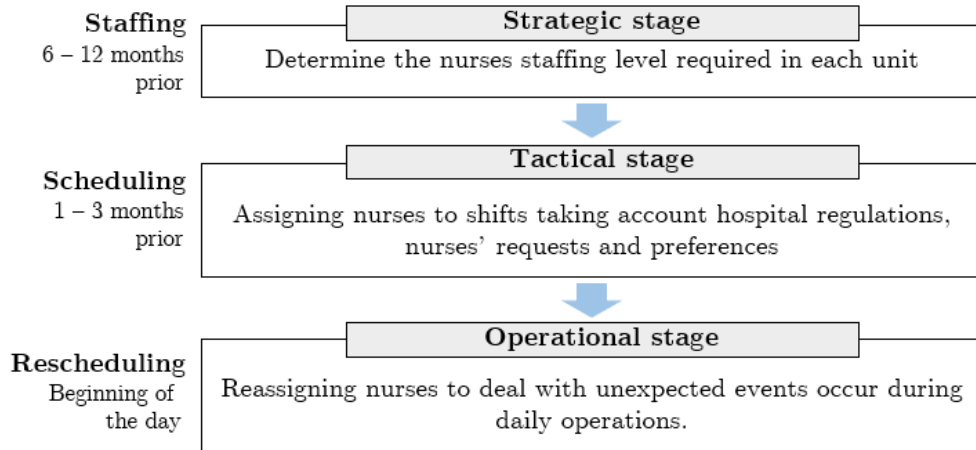 Staffing
6 – 12 months
prior
Strategic stage
Determine the nurses staffing level required in each unit
Scheduling
1 – 3 months
prior
Tactical stage
Assigning nurses to shifts taking account hospital regulations,
nurses’ requests and preferences
Rescheduling
Beginning of
the day
Operational stage
Reassigning nurses to deal with unexpected events occur during
daily operations.